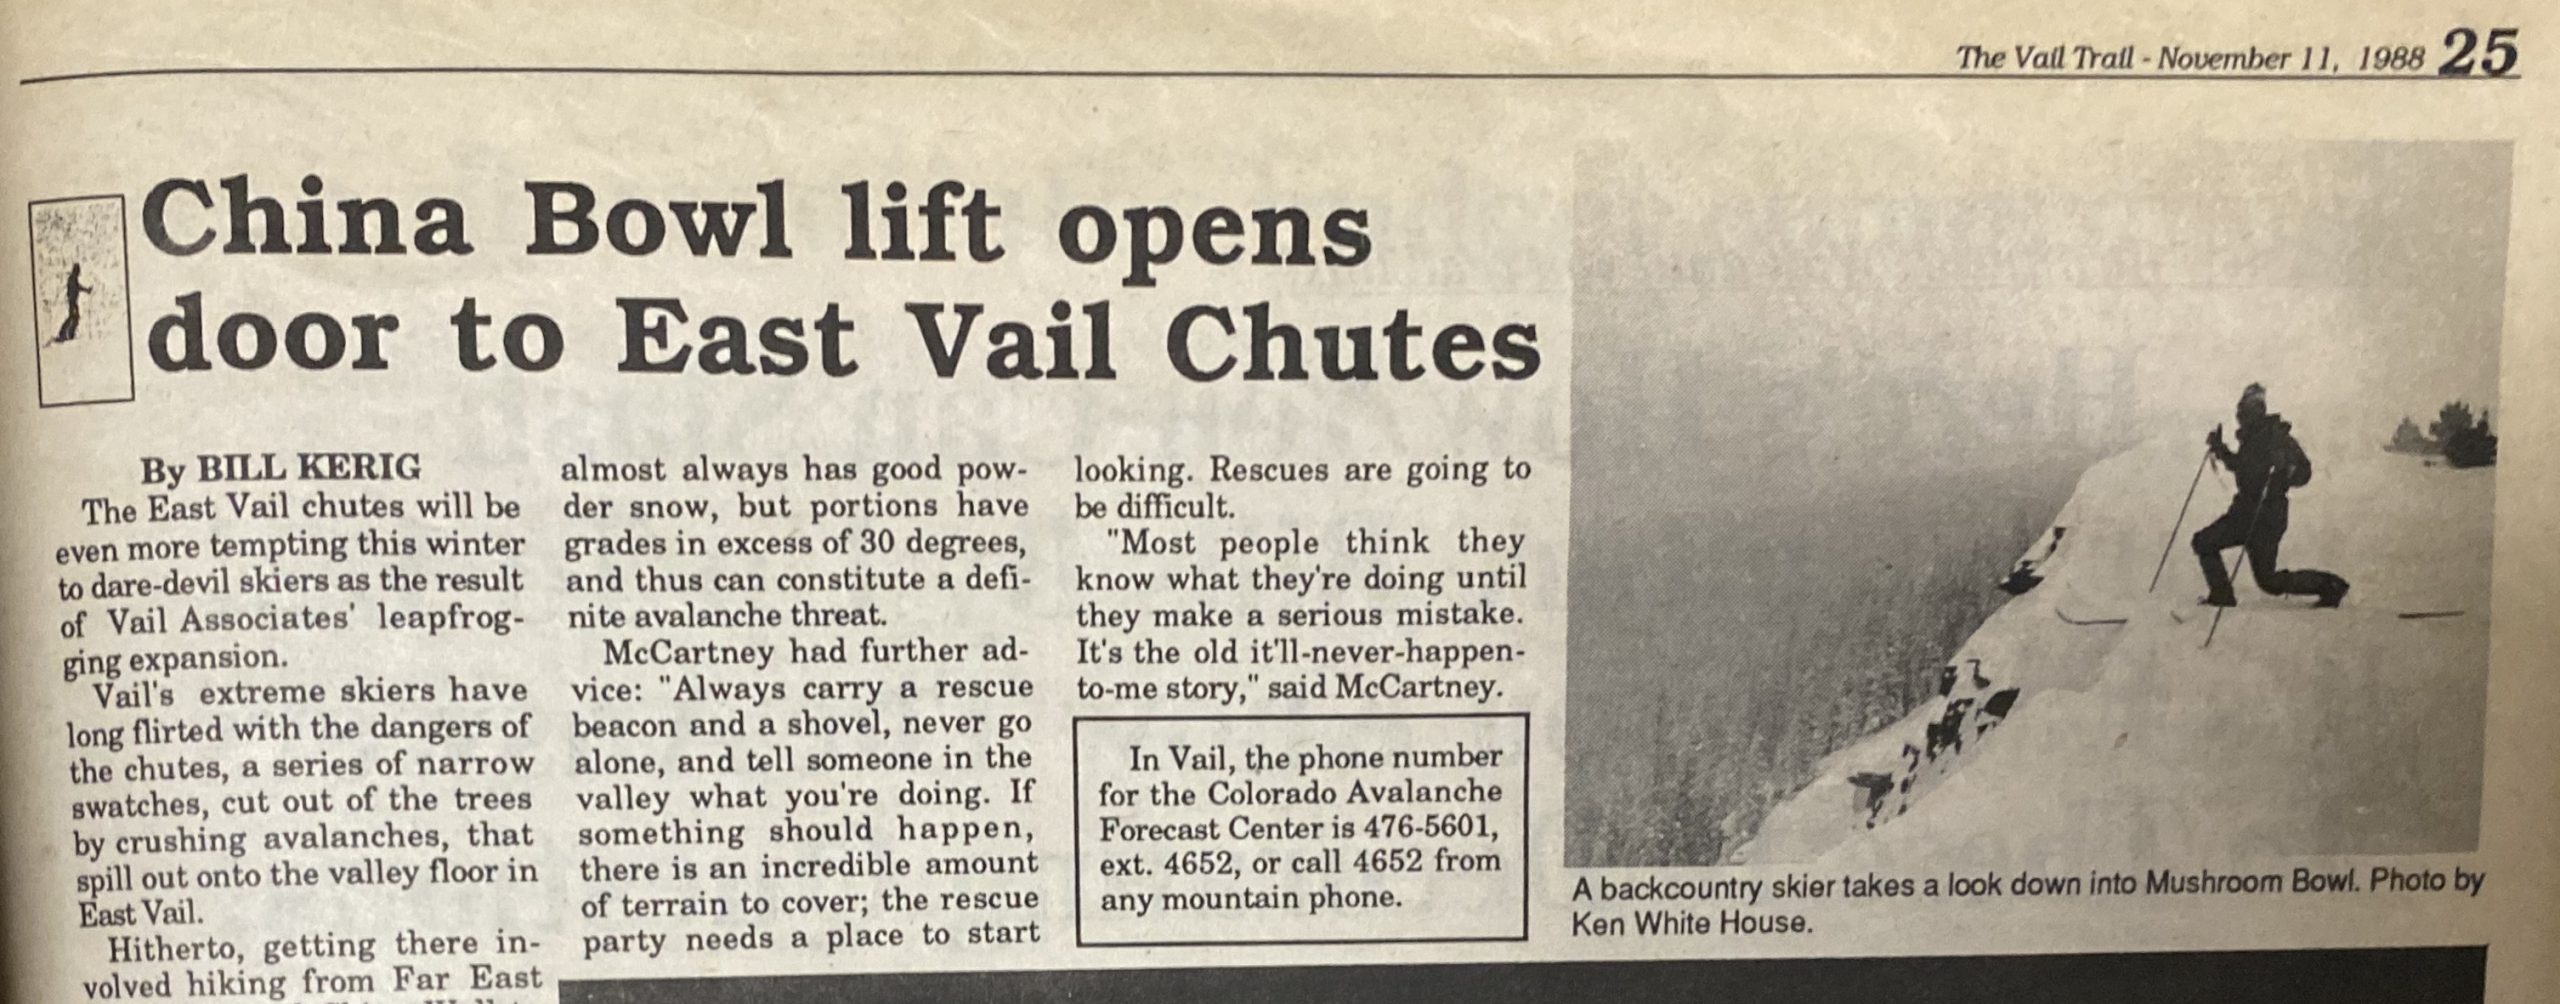 The Vail Trail - November 11, 1988 25
China Bowl lift opens
door to East Vail Chutes
By BILL KERIG
The East Vail chutes will be
even more tempting this winter
to dare-devil skiers as the result
of Vail Associates' leapfrog-
ging expansion.
Vail's extreme skiers have
long flirted with the dangers of
the chutes, a series of narrow
swatches, cut out of the trees
by crushing avalanches, that
spill out onto the valley floor in
East Vail.
Hitherto, getting there in-
volved hiking from Far East
almost always has good pow-
der snow, but portions have
grades in excess of 30 degrees,
and thus can constitute a defi-
nite avalanche threat.
McCartney had further ad-
vice: "Always carry a rescue
beacon and a shovel, never go
alone, and tell someone in the
valley what you're doing. If
something should happen,
there is an incredible amount
of terrain to cover; the rescue
party needs a place to start
looking. Rescues are going to
be difficult.
"Most people think they
know what they're doing until
they make a serious mistake.
It's the old it'll-never-happen-
to-me story," said McCartney.
In Vail, the phone number
for the Colorado Avalanche
Forecast Center is 476-5601,
ext. 4652, or call 4652 from
any mountain phone.
A backcountry skier takes a look down into Mushroom Bowl. Photo by
Ken White House.